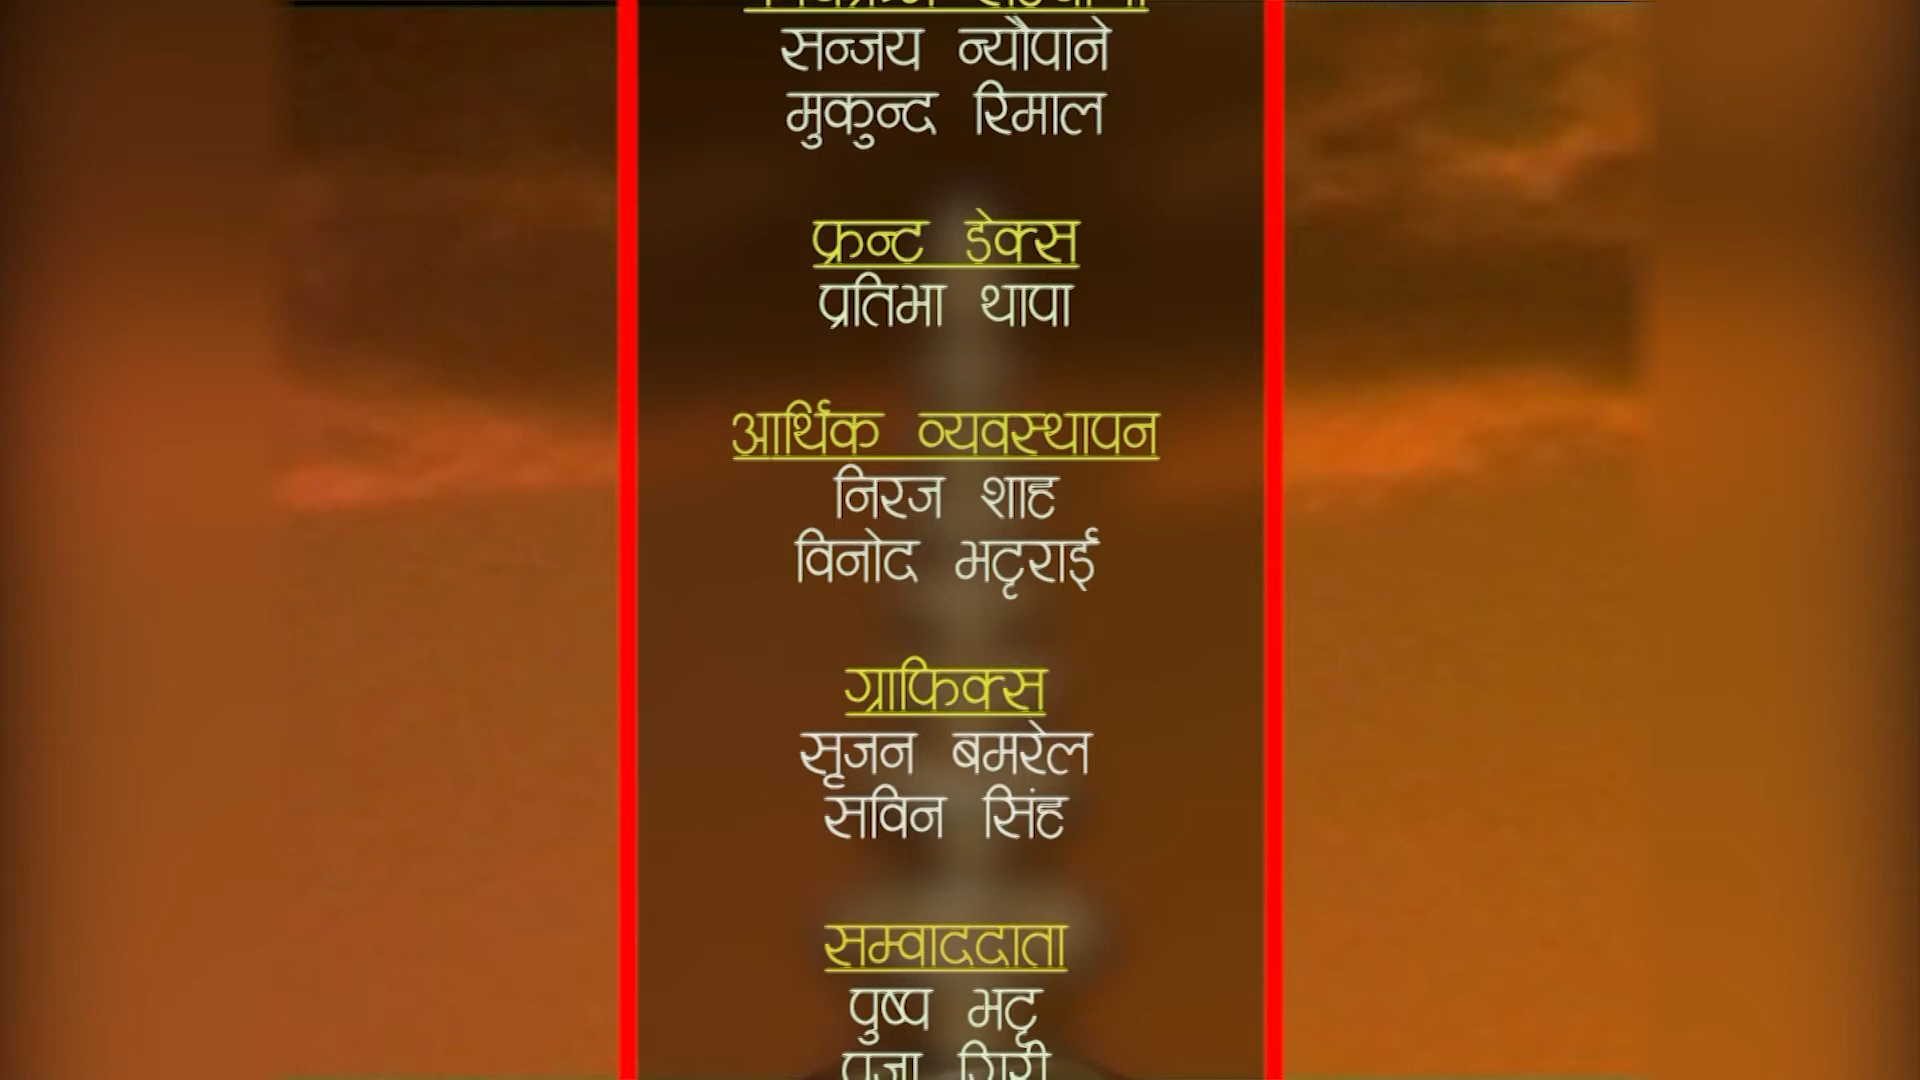 सन्जय न्यौपाने
मुकुन्द रिमाल
फ्रन्ट डेक्स
प्रतिभा थापा
आर्थिक व्यवस्थापन
निरज शाह
विनोद भट्टराई
ग्राफिक्स
सृजन बमरेल
सविन सिंह
सम्वाददाता
पुष्प भट्ट